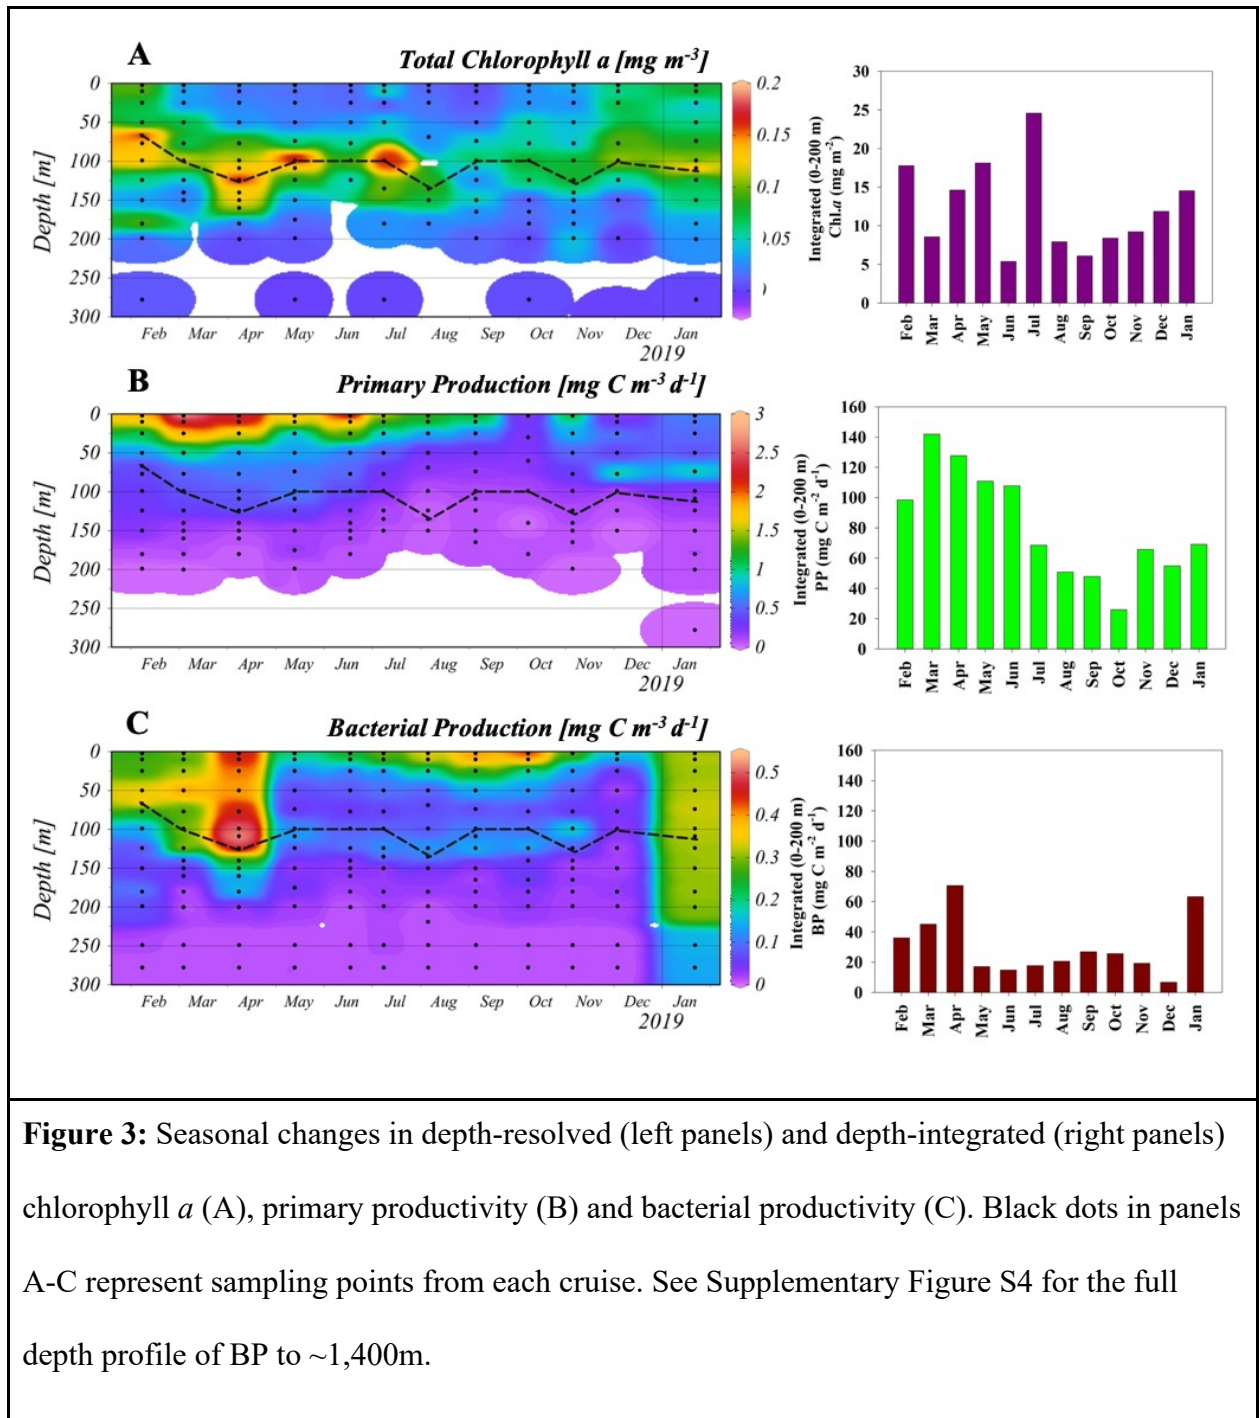 A
Total Chlorophyll a [mg m-3]
0
50
100
150
200
250
300
Depth [m]
Feb Mar Apr May Jun Jul Aug Sep Oct Nov Dec Jan
2019
0.2
0.15
0.1
0.05
Integrated (0-200 m)
Chl.a (mg m-2)
30
25
20
15
10
5
0
Feb Mar Apr May Jun Jul Aug Sep Oct Nov Dec Jan
B
Primary Production [mg C m-3 d-1]
0
50
100
150
200
250
300
Depth [m]
Feb Mar Apr May Jun Jul Aug Sep Oct Nov Dec Jan
2019
3
2.5
2
1.5
1
0.5
0
Integrated (0-200 m)
PP (mg C m-2 d-1)
160
140
120
100
80
60
40
20
0
Feb Mar Apr May Jun Jul Aug Sep Oct Nov Dec Jan
C
Bacterial Production [mg C m-3 d-1]
0
50
100
150
200
250
300
Depth [m]
Feb Mar Apr May Jun Jul Aug Sep Oct Nov Dec Jan
2019
0.5
0.4
0.3
0.2
0.1
0
Integrated (0-200 m)
BP (mg C m-2 d-1)
160
140
120
100
80
60
40
20
0
Feb Mar Apr May Jun Jul Aug Sep Oct Nov Dec Jan
Figure 3: Seasonal changes in depth-resolved (left panels) and depth-integrated (right panels)
chlorophyll a (A), primary productivity (B) and bacterial productivity (C). Black dots in panels
A-C represent sampling points from each cruise. See Supplementary Figure S4 for the full
depth profile of BP to ~1,400m.